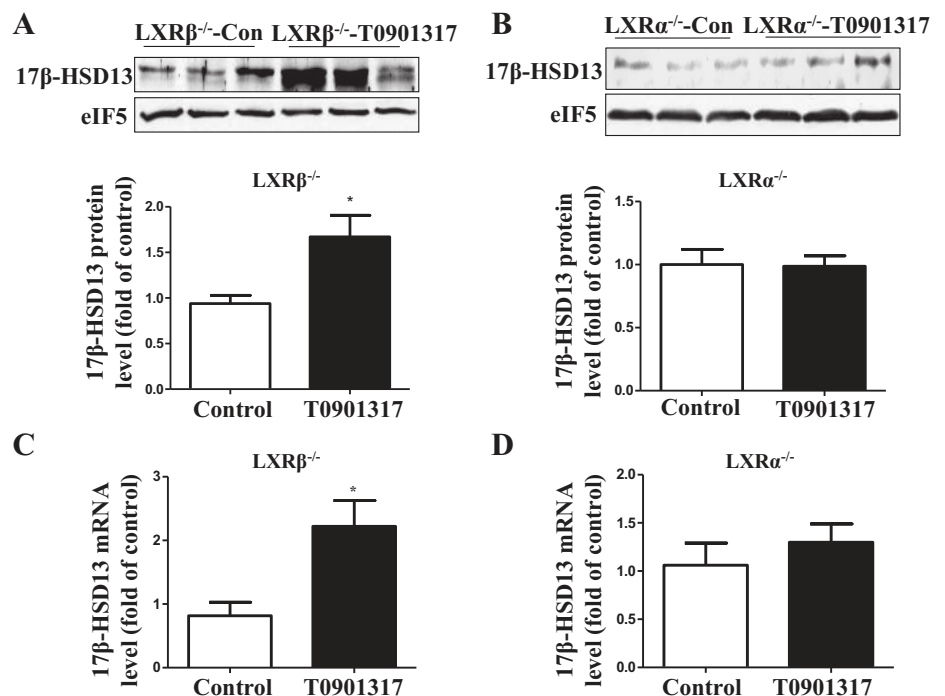 A
LXRβ-/--Con LXRβ-/--T0901317
17β-HSD13
eIF5
LXRβ-/-
17β-HSD13 protein
level (fold of control)
2.0
1.5
1.0
0.5
0.0
*
Control T0901317
B
LXRα-/--Con LXRα-/--T0901317
17β-HSD13
eIF5
LXRα-/-
17β-HSD13 protein
level (fold of control)
1.5
1.0
0.5
0.0
Control T0901317
C
LXRβ-/-
17β-HSD13 mRNA
level (fold of control)
3
2
1
0
*
Control T0901317
D
LXRα-/-
17β-HSD13 mRNA
level (fold of control)
2.0
1.5
1.0
0.5
0.0
Control T0901317